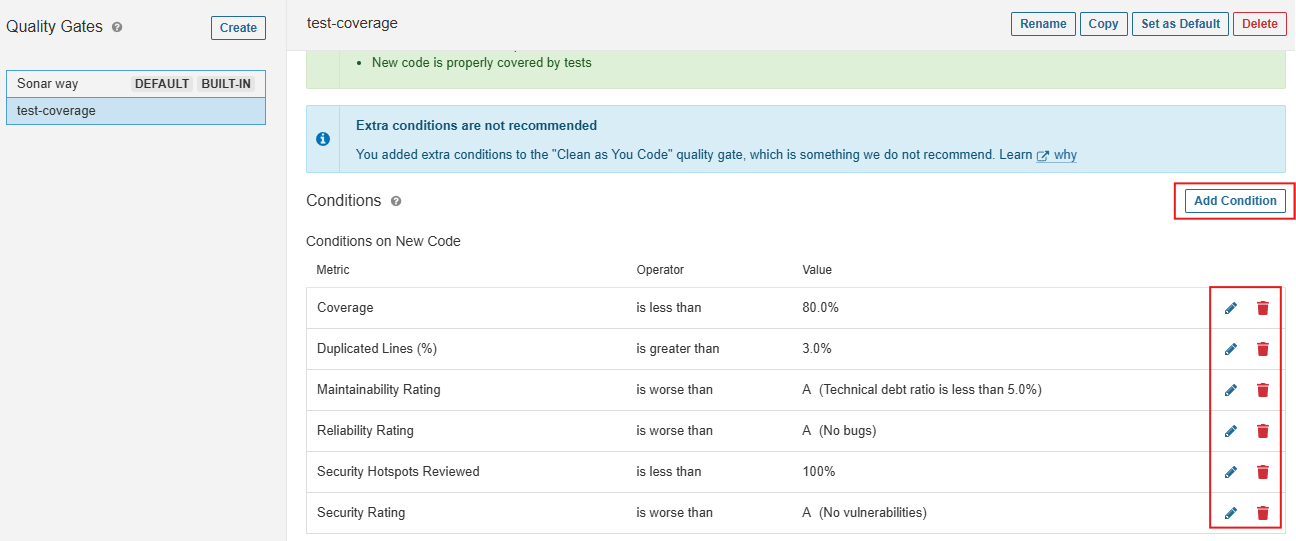 Quality Gates
Create
Sonar way DEFAULT BUILT-IN
test-coverage
test-coverage
Rename Copy Set as Default Delete
• New code is properly covered by tests
Extra conditions are not recommended
You added extra conditions to the "Clean as You Code" quality gate, which is something we do not recommend. Learn why
Conditions
Add Condition
Conditions on New Code
Metric Operator Value
Coverage is less than 80.0%
Duplicated Lines (%) is greater than 3.0%
Maintainability Rating is worse than A (Technical debt ratio is less than 5.0%)
Reliability Rating is worse than A (No bugs)
Security Hotspots Reviewed is less than 100%
Security Rating is worse than A (No vulnerabilities)